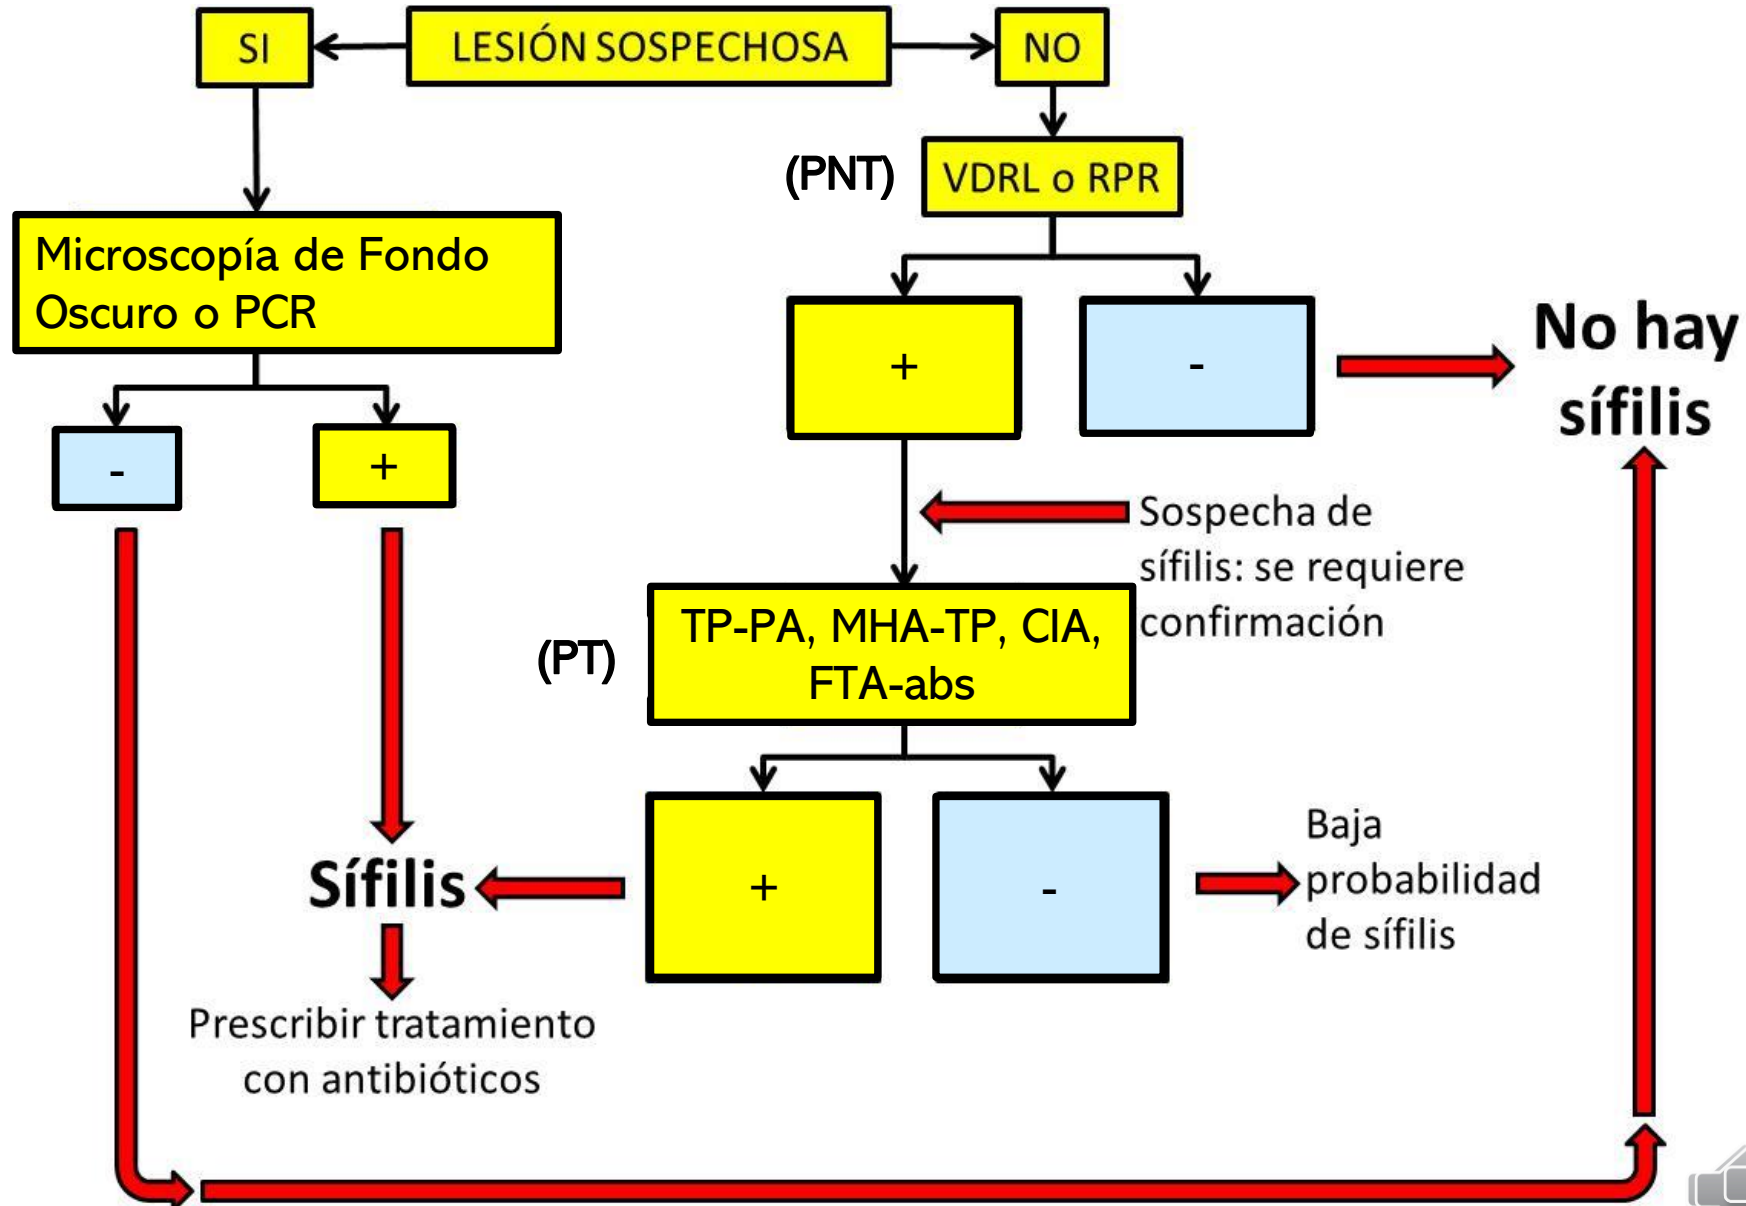 SI
LESIÓN SOSPECHOSA
NO
(PNT)
VDRL o RPR
Microscopía de Fondo
Oscuro o PCR
+
-
No hay
sífilis
-
+
Sospecha de
sífilis: se requiere
confirmación
(PT)
TP-PA, MHA-TP, CIA,
FTA-abs
Sífilis
+
-
Baja
probabilidad
de sífilis
Prescribir tratamiento
con antibióticos